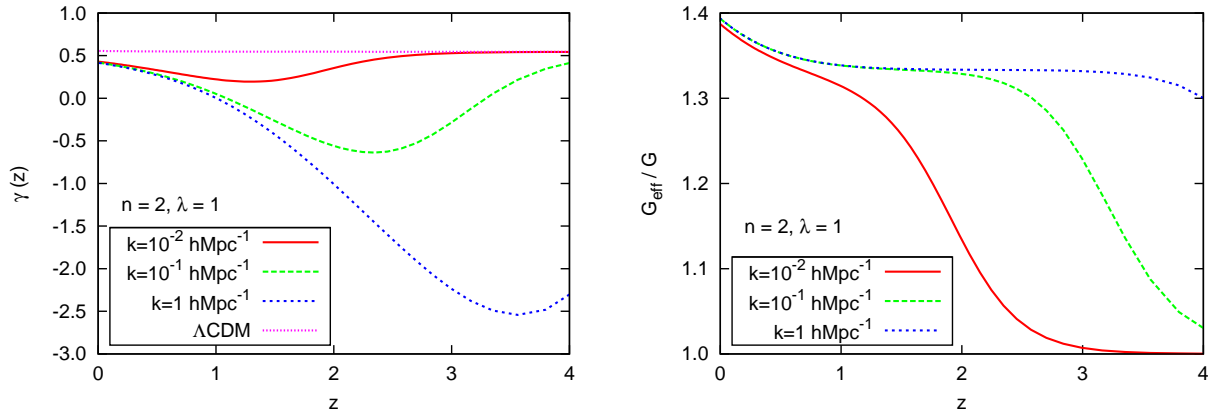 1.0
0.5
0.0
-0.5
-1.0
-1.5
-2.0
-2.5
-3.0
γ (z)
n = 2, λ = 1
k=10⁻² hMpc⁻¹
k=10⁻¹ hMpc⁻¹
k=1 hMpc⁻¹
ΛCDM
0 1 2 3 4
z
1.4
1.3
1.2
1.1
1.0
G_eff / G
n = 2, λ = 1
k=10⁻² hMpc⁻¹
k=10⁻¹ hMpc⁻¹
k=1 hMpc⁻¹
0 1 2 3 4
z